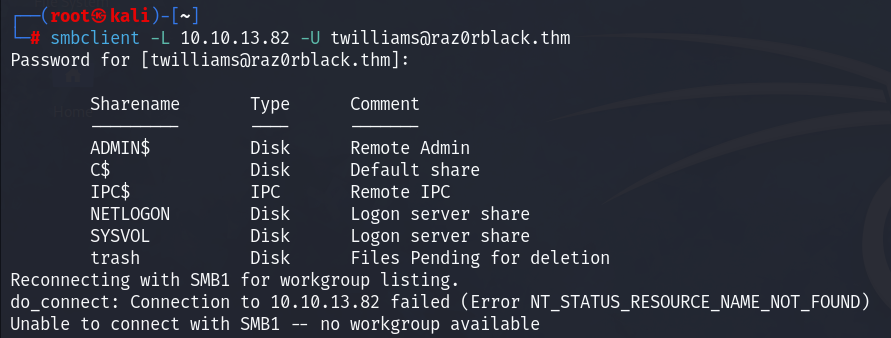 ┌──(root㉿kali)-[~]
└─# smbclient -L 10.10.13.82 -U twilliams@raz0rblack.thm
Password for [twilliams@raz0rblack.thm]:

        Sharename       Type      Comment
        ---------       ----      -------
        ADMIN$          Disk      Remote Admin
        C$              Disk      Default share
        IPC$            IPC       Remote IPC
        NETLOGON        Disk      Logon server share
        SYSVOL          Disk      Logon server share
        trash           Disk      Files Pending for deletion
Reconnecting with SMB1 for workgroup listing.
do_connect: Connection to 10.10.13.82 failed (Error NT_STATUS_RESOURCE_NAME_NOT_FOUND)
Unable to connect with SMB1 -- no workgroup available